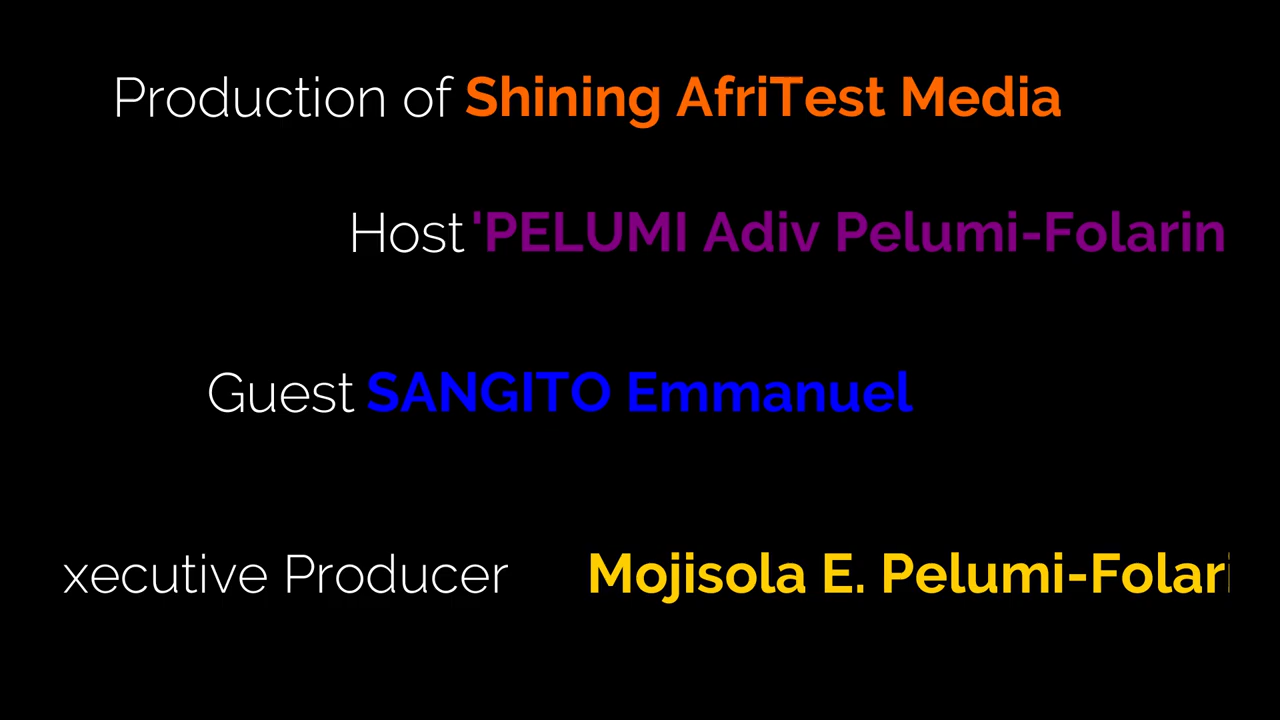 Production of Shining AfriTest Media
Host 'PELUMI Adiv Pelumi-Folarin
Guest SANGITO Emmanuel
xecutive Producer Mojisola E. Pelumi-Folari